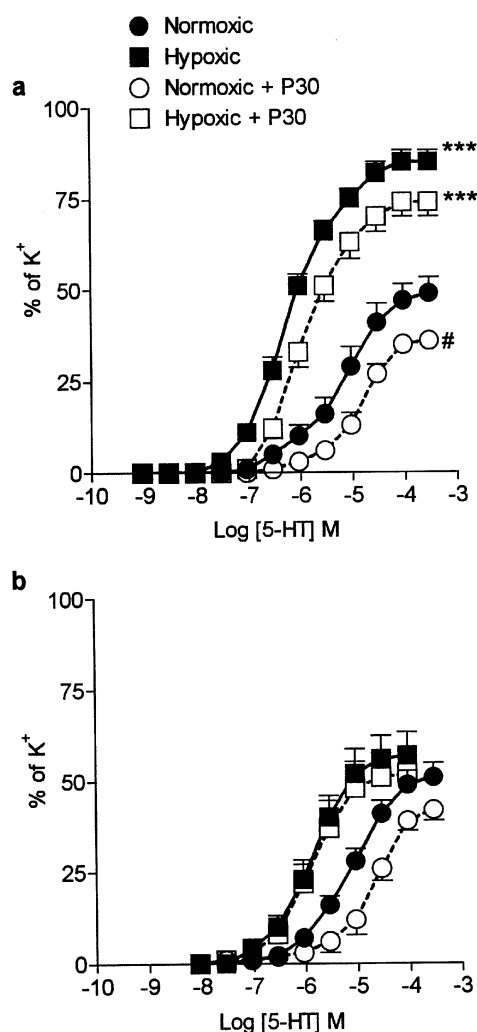 Normoxic
Hypoxic
Normoxic + P30
Hypoxic + P30
a
100
75
50
25
0
% of K⁺
***
***
#
-10 -9 -8 -7 -6 -5 -4 -3
Log [5-HT] M
b
100
75
50
25
0
% of K⁺
-10 -9 -8 -7 -6 -5 -4 -3
Log [5-HT] M